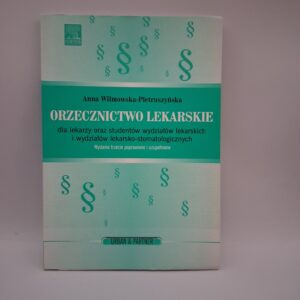 Anna Wilmowska-Pietruszyńska
ORZECZNICTWO LEKARSKIE
dla lekarzy oraz studentów wydziałów lekarskich
i wydziałów lekarsko-stomatologicznych
Wydanie trzecie poprawione i uzupełnione
§ § § § § §
URBAN & PARTNER